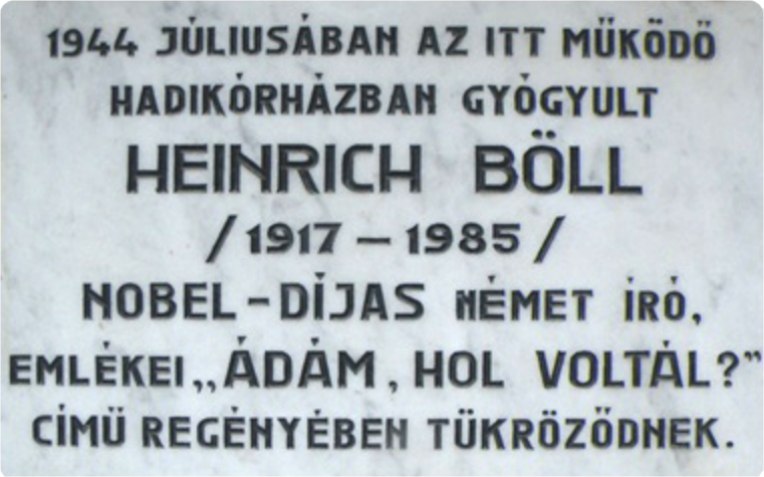 1944 JÚLIUSÁBAN AZ ITT MŰKÖDŐ
HADIKÓRHÁZBAN GYÓGYULT
HEINRICH BÖLL
/1917 – 1985/
NOBEL-DÍJAS NÉMET ÍRÓ,
EMLÉKEI „ÁDÁM, HOL VOLTÁL?”
CÍMŰ REGÉNYÉBEN TÜKRÖZŐDNEK.